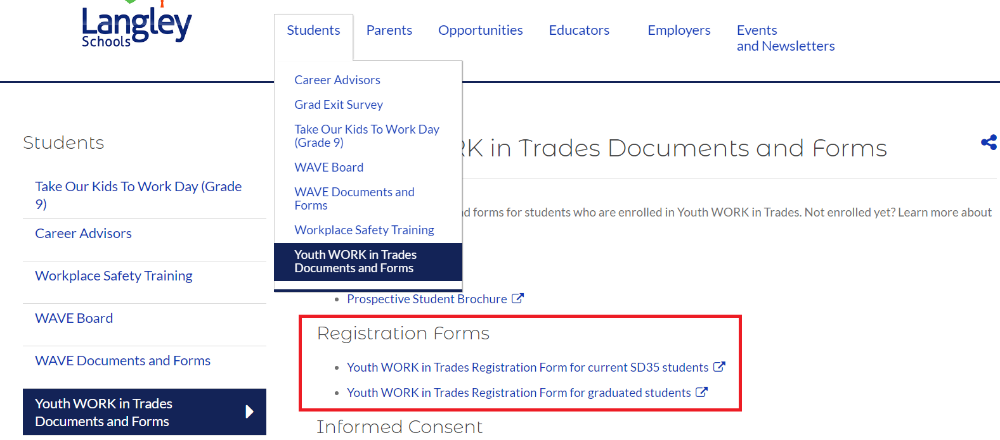 Langley
Schools
Students
Parents
Opportunities
Educators
Employers
Events
and Newsletters
Career Advisors
Grad Exit Survey
Take Our Kids To Work Day
(Grade 9)
WAVE Board
WAVE Documents and
Forms
Workplace Safety Training
Youth WORK in Trades
Documents and Forms
Students
Take Our Kids To Work Day (Grade
9)
Career Advisors
Workplace Safety Training
WAVE Board
WAVE Documents and Forms
Youth WORK in Trades
Documents and Forms
RK in Trades Documents and Forms
d forms for students who are enrolled in Youth WORK in Trades. Not enrolled yet? Learn more about
Prospective Student Brochure
Registration Forms
Youth WORK in Trades Registration Form for current SD35 students
Youth WORK in Trades Registration Form for graduated students
Informed Consent